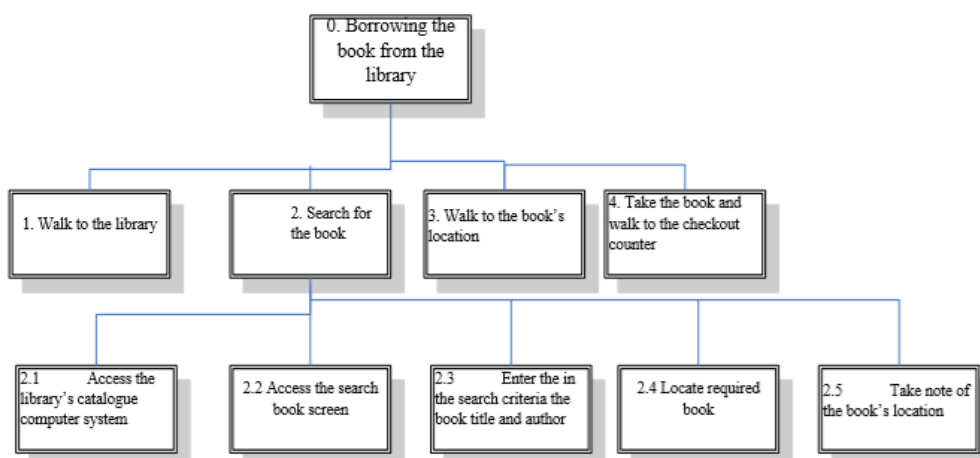 0. Borrowing the
book from the
library
1. Walk to the library
2. Search for
the book
3. Walk to the book's
location
4. Take the book and
walk to the checkout
counter
2.1 Access the
library's catalogue
computer system
2.2 Access the search
book screen
2.3 Enter the in
the search criteria the
book title and author
2.4 Locate required
book
2.5 Take note of
the book's location